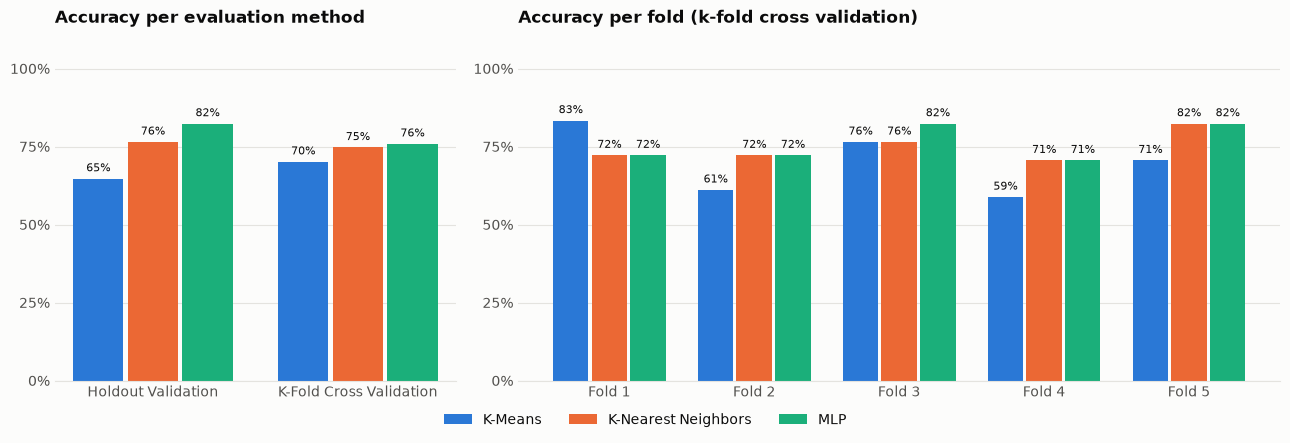 Accuracy per evaluation method
100%
75%
50%
25%
0%
65%
76%
82%
70%
75%
76%
Holdout Validation
K-Fold Cross Validation
Accuracy per fold (k-fold cross validation)
100%
75%
50%
25%
0%
83%
72%
72%
61%
72%
72%
76%
76%
82%
59%
71%
71%
71%
82%
82%
Fold 1
Fold 2
Fold 3
Fold 4
Fold 5
K-Means
K-Nearest Neighbors
MLP